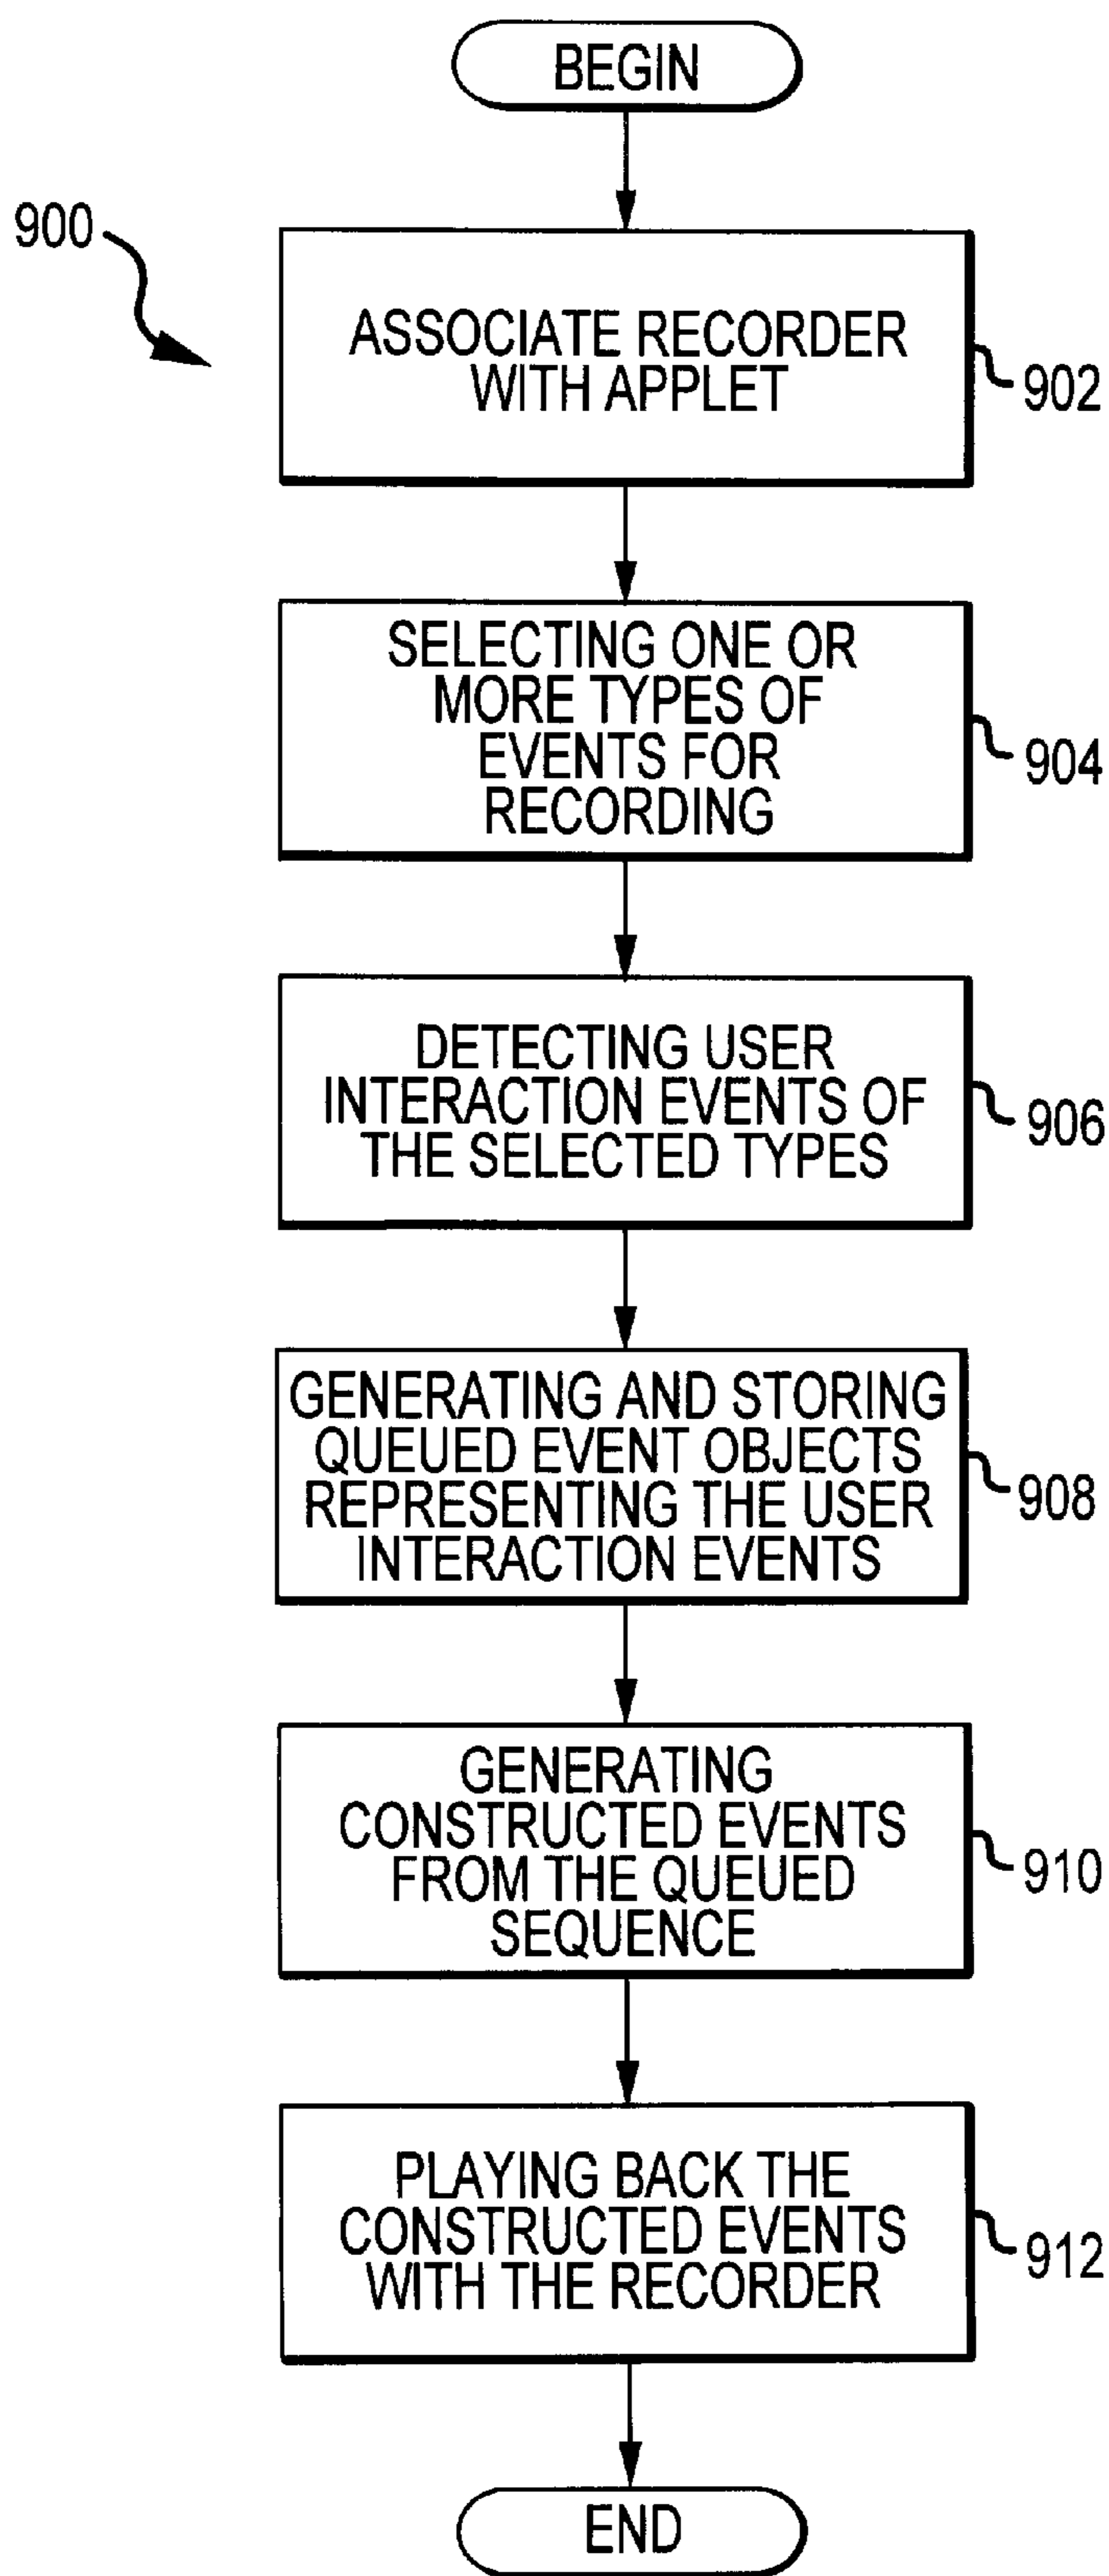 BEGIN
900
ASSOCIATE RECORDER
WITH APPLET
902
SELECTING ONE OR
MORE TYPES OF
EVENTS FOR
RECORDING
904
DETECTING USER
INTERACTION EVENTS OF
THE SELECTED TYPES
906
GENERATING AND STORING
QUEUED EVENT OBJECTS
REPRESENTING THE USER
INTERACTION EVENTS
908
GENERATING
CONSTRUCTED EVENTS
FROM THE QUEUED
SEQUENCE
910
PLAYING BACK THE
CONSTRUCTED EVENTS
WITH THE RECORDER
912
END